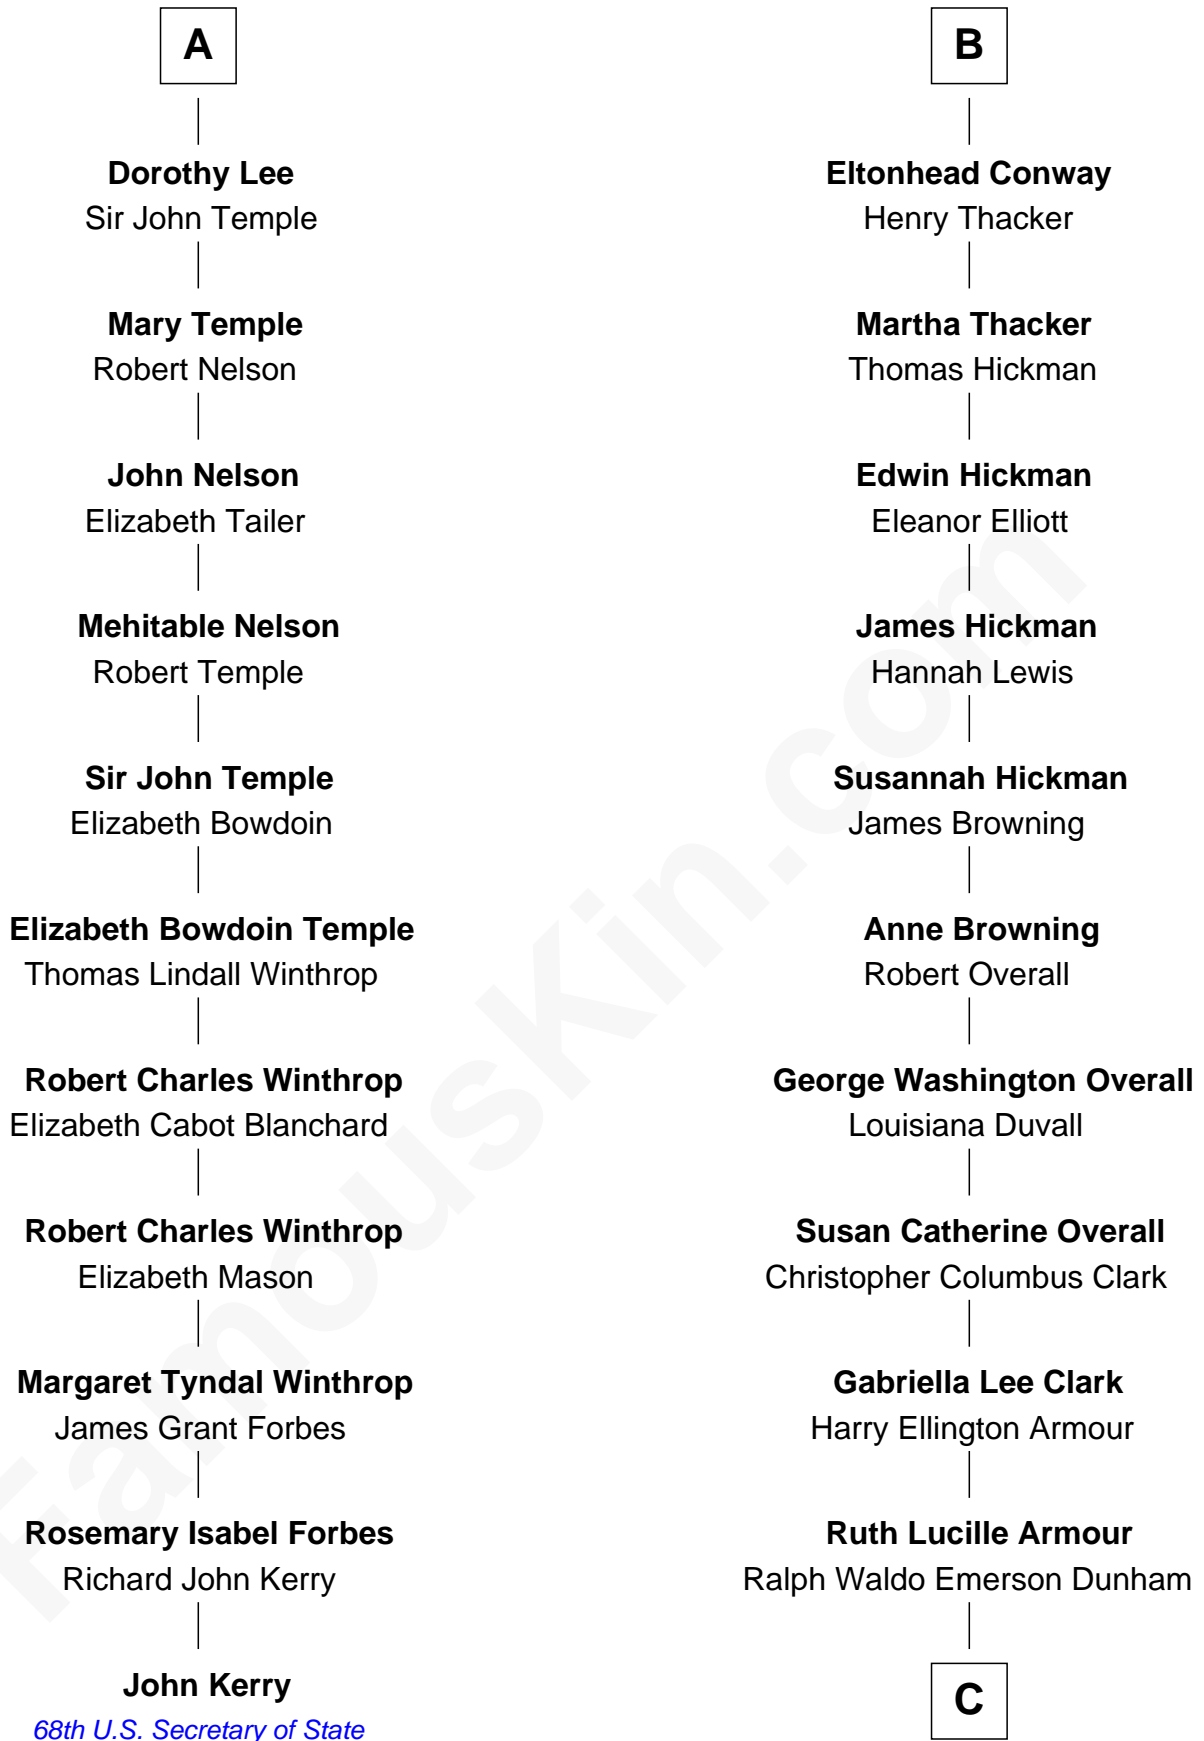 A
Dorothy Lee
Sir John Temple
Mary Temple
Robert Nelson
John Nelson
Elizabeth Tailer
Mehitable Nelson
Robert Temple
Sir John Temple
Elizabeth Bowdoin
Elizabeth Bowdoin Temple
Thomas Lindall Winthrop
Robert Charles Winthrop
Elizabeth Cabot Blanchard
Robert Charles Winthrop
Elizabeth Mason
Margaret Tyndal Winthrop
James Grant Forbes
Rosemary Isabel Forbes
Richard John Kerry
John Kerry
68th U.S. Secretary of State
B
Eltonhead Conway
Henry Thacker
Martha Thacker
Thomas Hickman
Edwin Hickman
Eleanor Elliott
James Hickman
Hannah Lewis
Susannah Hickman
James Browning
Anne Browning
Robert Overall
George Washington Overall
Louisiana Duvall
Susan Catherine Overall
Christopher Columbus Clark
Gabriella Lee Clark
Harry Ellington Armour
Ruth Lucille Armour
Ralph Waldo Emerson Dunham
C
FamousKin.com